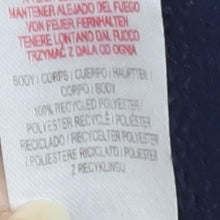 MANTENER ALEJADO DEL FUEGO
VON FEUER FERNHALTEN
TENERE LONTANO DAL FUOCO
TRZYMAĆ Z DALA OD OGNIA
BODY / CORPS / CUERPO / HAUPTTEIL /
CORPO / BODY
100% RECYCLED POLYESTER /
POLYESTER RECYCLÉ / POLIÉSTER
RECICLADO / RECYCELTER POLYESTER
/ POLIESTERE RICICLATO / POLIESTER
Z RECYKLINGU